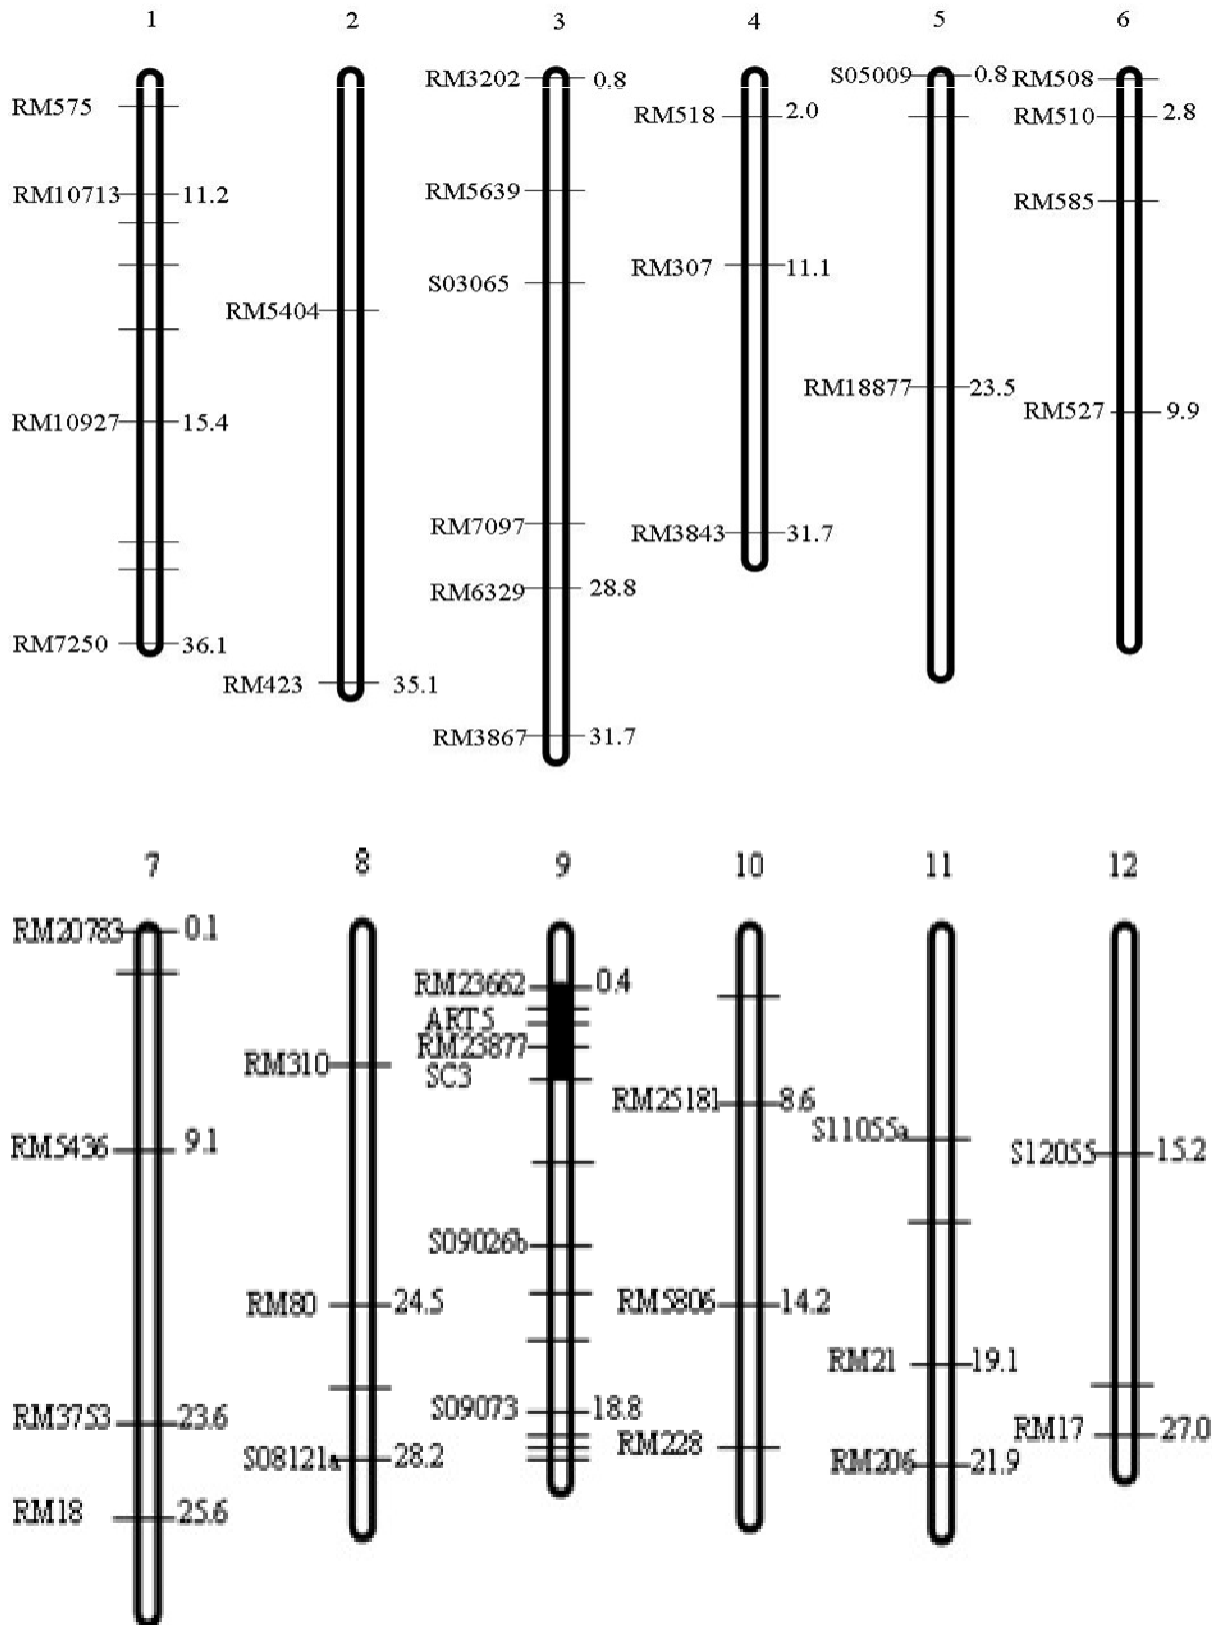 1 2 3 4 5 6
RM575
RM10713 11.2
RM10927 15.4
RM7250 36.1
RM5404
RM423 35.1
RM3202 0.8
RM5639
S03065
RM7097
RM6329 28.8
RM3867 31.7
RM518 2.0
RM307 11.1
RM3843 31.7
S05009 0.8
RM18877 23.5
RM508
RM510 2.8
RM585
RM527 9.9
7 8 9 10 11 12
RM20783 0.1
RM5436 9.1
RM3753 23.6
RM18 25.6
RM310
RM80 24.5
S08121a 28.2
RM23662 0.4
ART5
RM23877
SC3
S09026b
S09073 18.8
RM25181 8.6
RM5806 14.2
RM228
S11055a
RM21 19.1
RM206 21.9
S12055 15.2
RM17 27.0